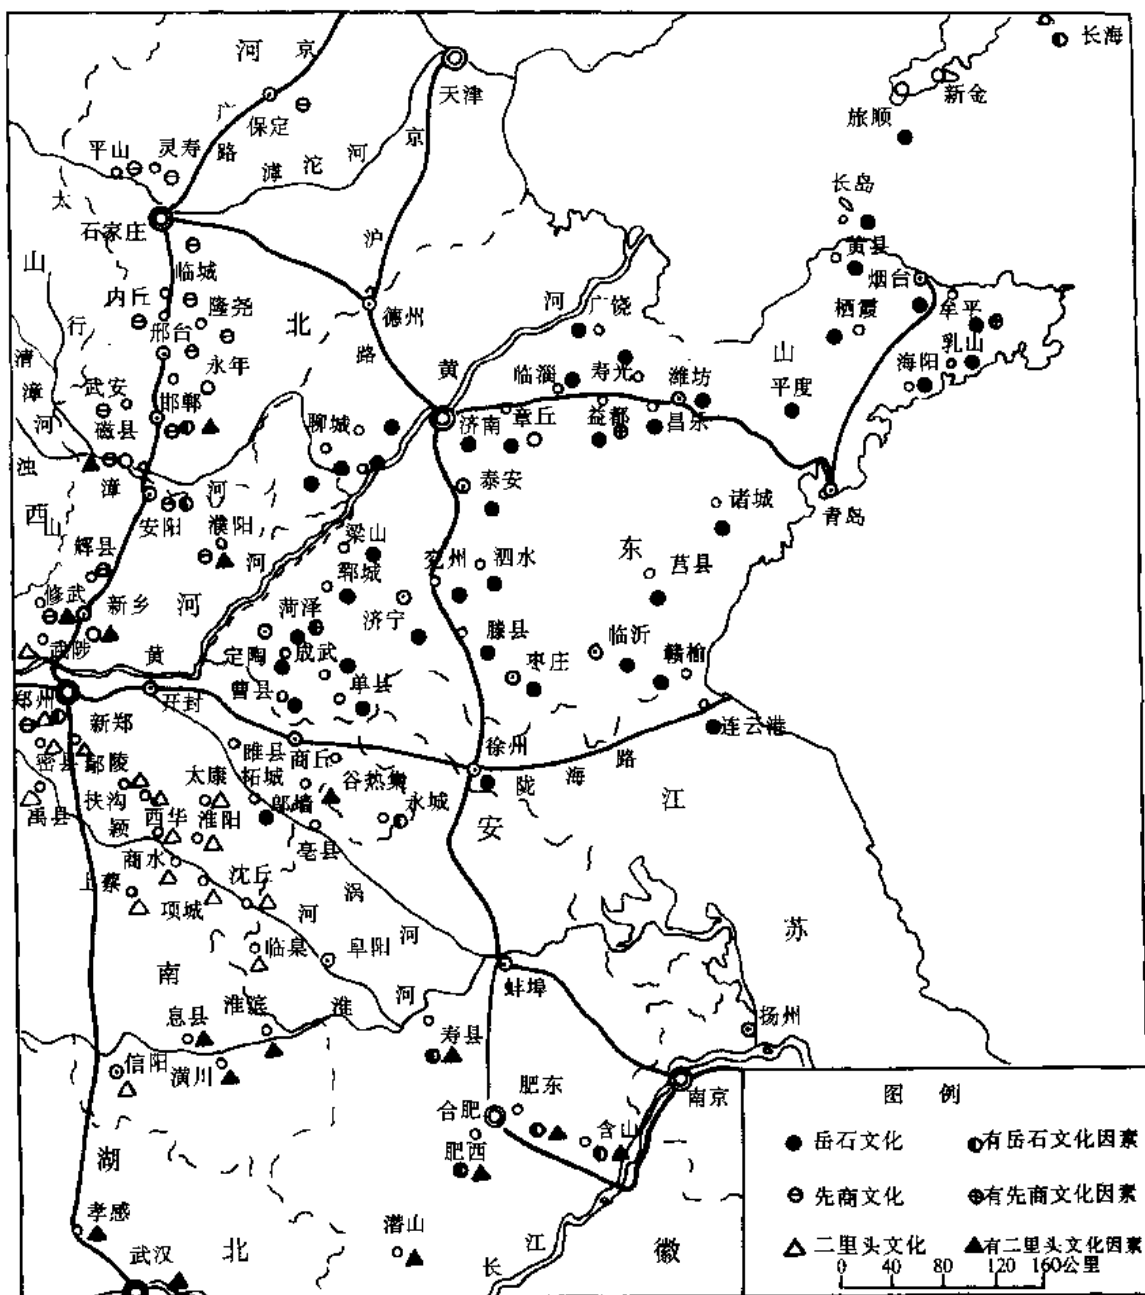 长海
河 京
天津
新金
广
保定
旅顺
京
平山 灵寿
路
漳 沱 河
太
长岛
石家庄
沪
黄县
山
临城
烟台
内丘
隆尧
河
广饶
牟平
北
德州
栖霞
行
邢台
乳山
清
路
黄
山
永年
临淄
寿光
潍坊
海阳
漳
武安
平度
邯郸
河
磁县
聊城
济南
章丘
益都
昌乐
浊
漳
河
泰安
诸城
西
山
安阳
青岛
濮阳
梁山
辉县
河
兖州
泗水
东
莒县
修武
郓城
新乡
河
菏泽
济宁
滕县
临沂
武陟
黄
定陶
成武
枣庄
赣榆
曹县
单县
郑州
开封
连云港
新郑
徐州
路
睢县
商丘
海
密县
鄢陵
陇
太康
柘城
谷熟集
江
禹县
扶沟
鄢墙
永城
颍
西华
淮阳
安
亳县
商水
上蔡
沈丘
涡
项城
河
苏
河
临泉
阜阳
南
蚌埠
河
淮滨
淮
扬州
息县
寿县
信阳
潢川
南京
肥东
合肥
含山
湖
肥西
孝感
潜山
江
北
徽
武汉
长
图 例
岳石文化
有岳石文化因素
先商文化
有先商文化因素
二里头文化
有二里头文化因素
0 40 80 120 160公里